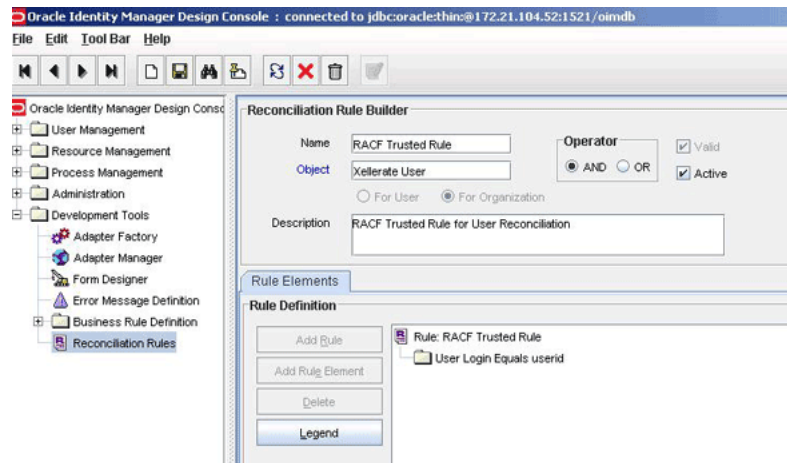 Oracle Identity Manager Design Console : connected to jdbc:oracle:thin:@172.21.104.52:1521/oimdb
File Edit Tool Bar Help
Oracle Identity Manager Design Consc
User Management
Resource Management
Process Management
Administration
Development Tools
Adapter Factory
Adapter Manager
Form Designer
Error Message Definition
Business Rule Definition
Reconciliation Rules
Reconciliation Rule Builder
Name RACF Trusted Rule
Object Xellerate User
Operator
AND OR
Valid
Active
For User For Organization
Description RACF Trusted Rule for User Reconciliation
Rule Elements
Rule Definition
Add Rule
Add Rule Element
Delete
Legend
Rule: RACF Trusted Rule
User Login Equals userid